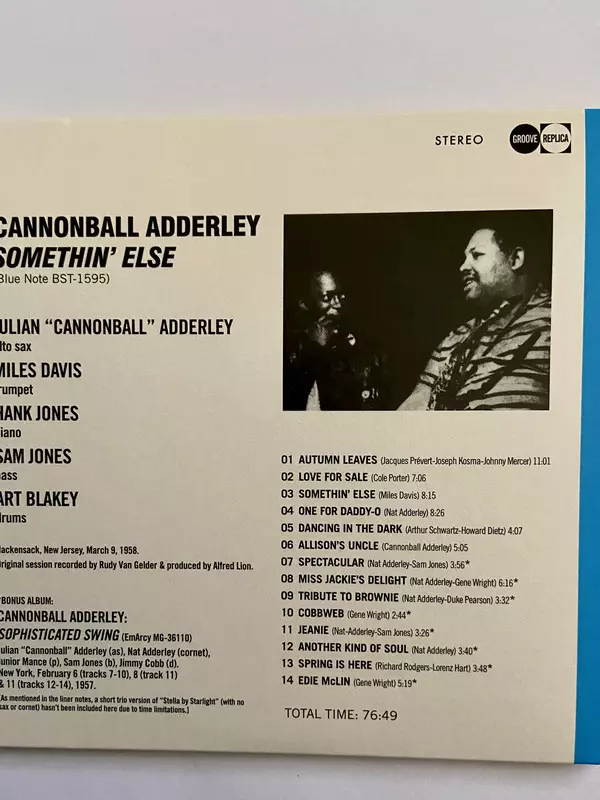 STEREO
GROOVE REPLICA
CANNONBALL ADDERLEY
SOMETHIN' ELSE
Blue Note BST-1595)
ULIAN "CANNONBALL" ADDERLEY
lto sax
MILES DAVIS
rumpet
HANK JONES
iano
SAM JONES
ass
ART BLAKEY
drums
Hackensack, New Jersey, March 9, 1958.
Original session recorded by Rudy Van Gelder & produced by Alfred Lion.
*BONUS ALBUM:
CANNONBALL ADDERLEY:
SOPHISTICATED SWING (EmArcy MG-36110)
Julian "Cannonball" Adderley (as), Nat Adderley (cornet),
Junior Mance (p), Sam Jones (b), Jimmy Cobb (d).
New York, February 6 (tracks 7-10), 8 (track 11)
& 11 (tracks 12-14), 1957.
[As mentioned in the liner notes, a short trio version of "Stella by Starlight" (with no
sax or cornet) hasn't been included here due to time limitations.]
01 AUTUMN LEAVES (Jacques Prévert-Joseph Kosma-Johnny Mercer) 11:01
02 LOVE FOR SALE (Cole Porter) 7:06
03 SOMETHIN' ELSE (Miles Davis) 8:15
04 ONE FOR DADDY-O (Nat Adderley) 8:26
05 DANCING IN THE DARK (Arthur Schwartz-Howard Dietz) 4:07
06 ALLISON'S UNCLE (Cannonball Adderley) 5:05
07 SPECTACULAR (Nat Adderley-Sam Jones) 3:56*
08 MISS JACKIE'S DELIGHT (Nat Adderley-Gene Wright) 6:16*
09 TRIBUTE TO BROWNIE (Nat Adderley-Duke Pearson) 3:32*
10 COBBWEB (Gene Wright) 2:44*
11 JEANIE (Nat-Adderley-Sam Jones) 3:26*
12 ANOTHER KIND OF SOUL (Nat Adderley) 3:40*
13 SPRING IS HERE (Richard Rodgers-Lorenz Hart) 3:48*
14 EDIE McLIN (Gene Wright) 5:19*
TOTAL TIME: 76:49